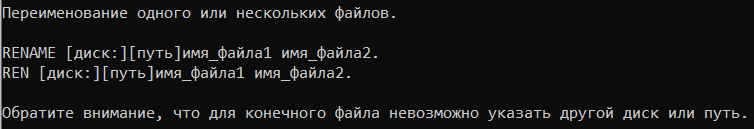 Переименование одного или нескольких файлов.
RENAME [диск:][путь]имя_файла1 имя_файла2.
REN [диск:][путь]имя_файла1 имя_файла2.
Обратите внимание, что для конечного файла невозможно указать другой диск или путь.